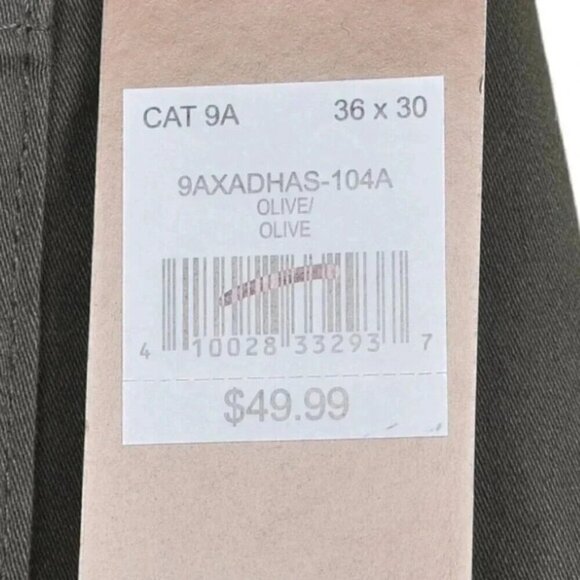 CAT 9A 36 x 30
9AXADHAS-104A
OLIVE/
OLIVE
4 10028 33293 7
$49.99